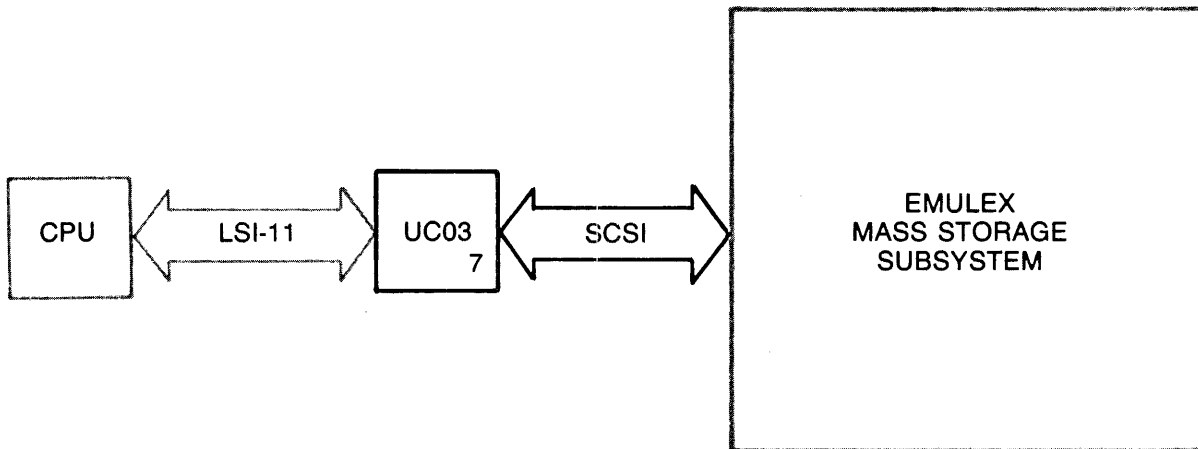 CPU
LSI-11
UC03
7
SCSI
EMULEX
MASS STORAGE
SUBSYSTEM